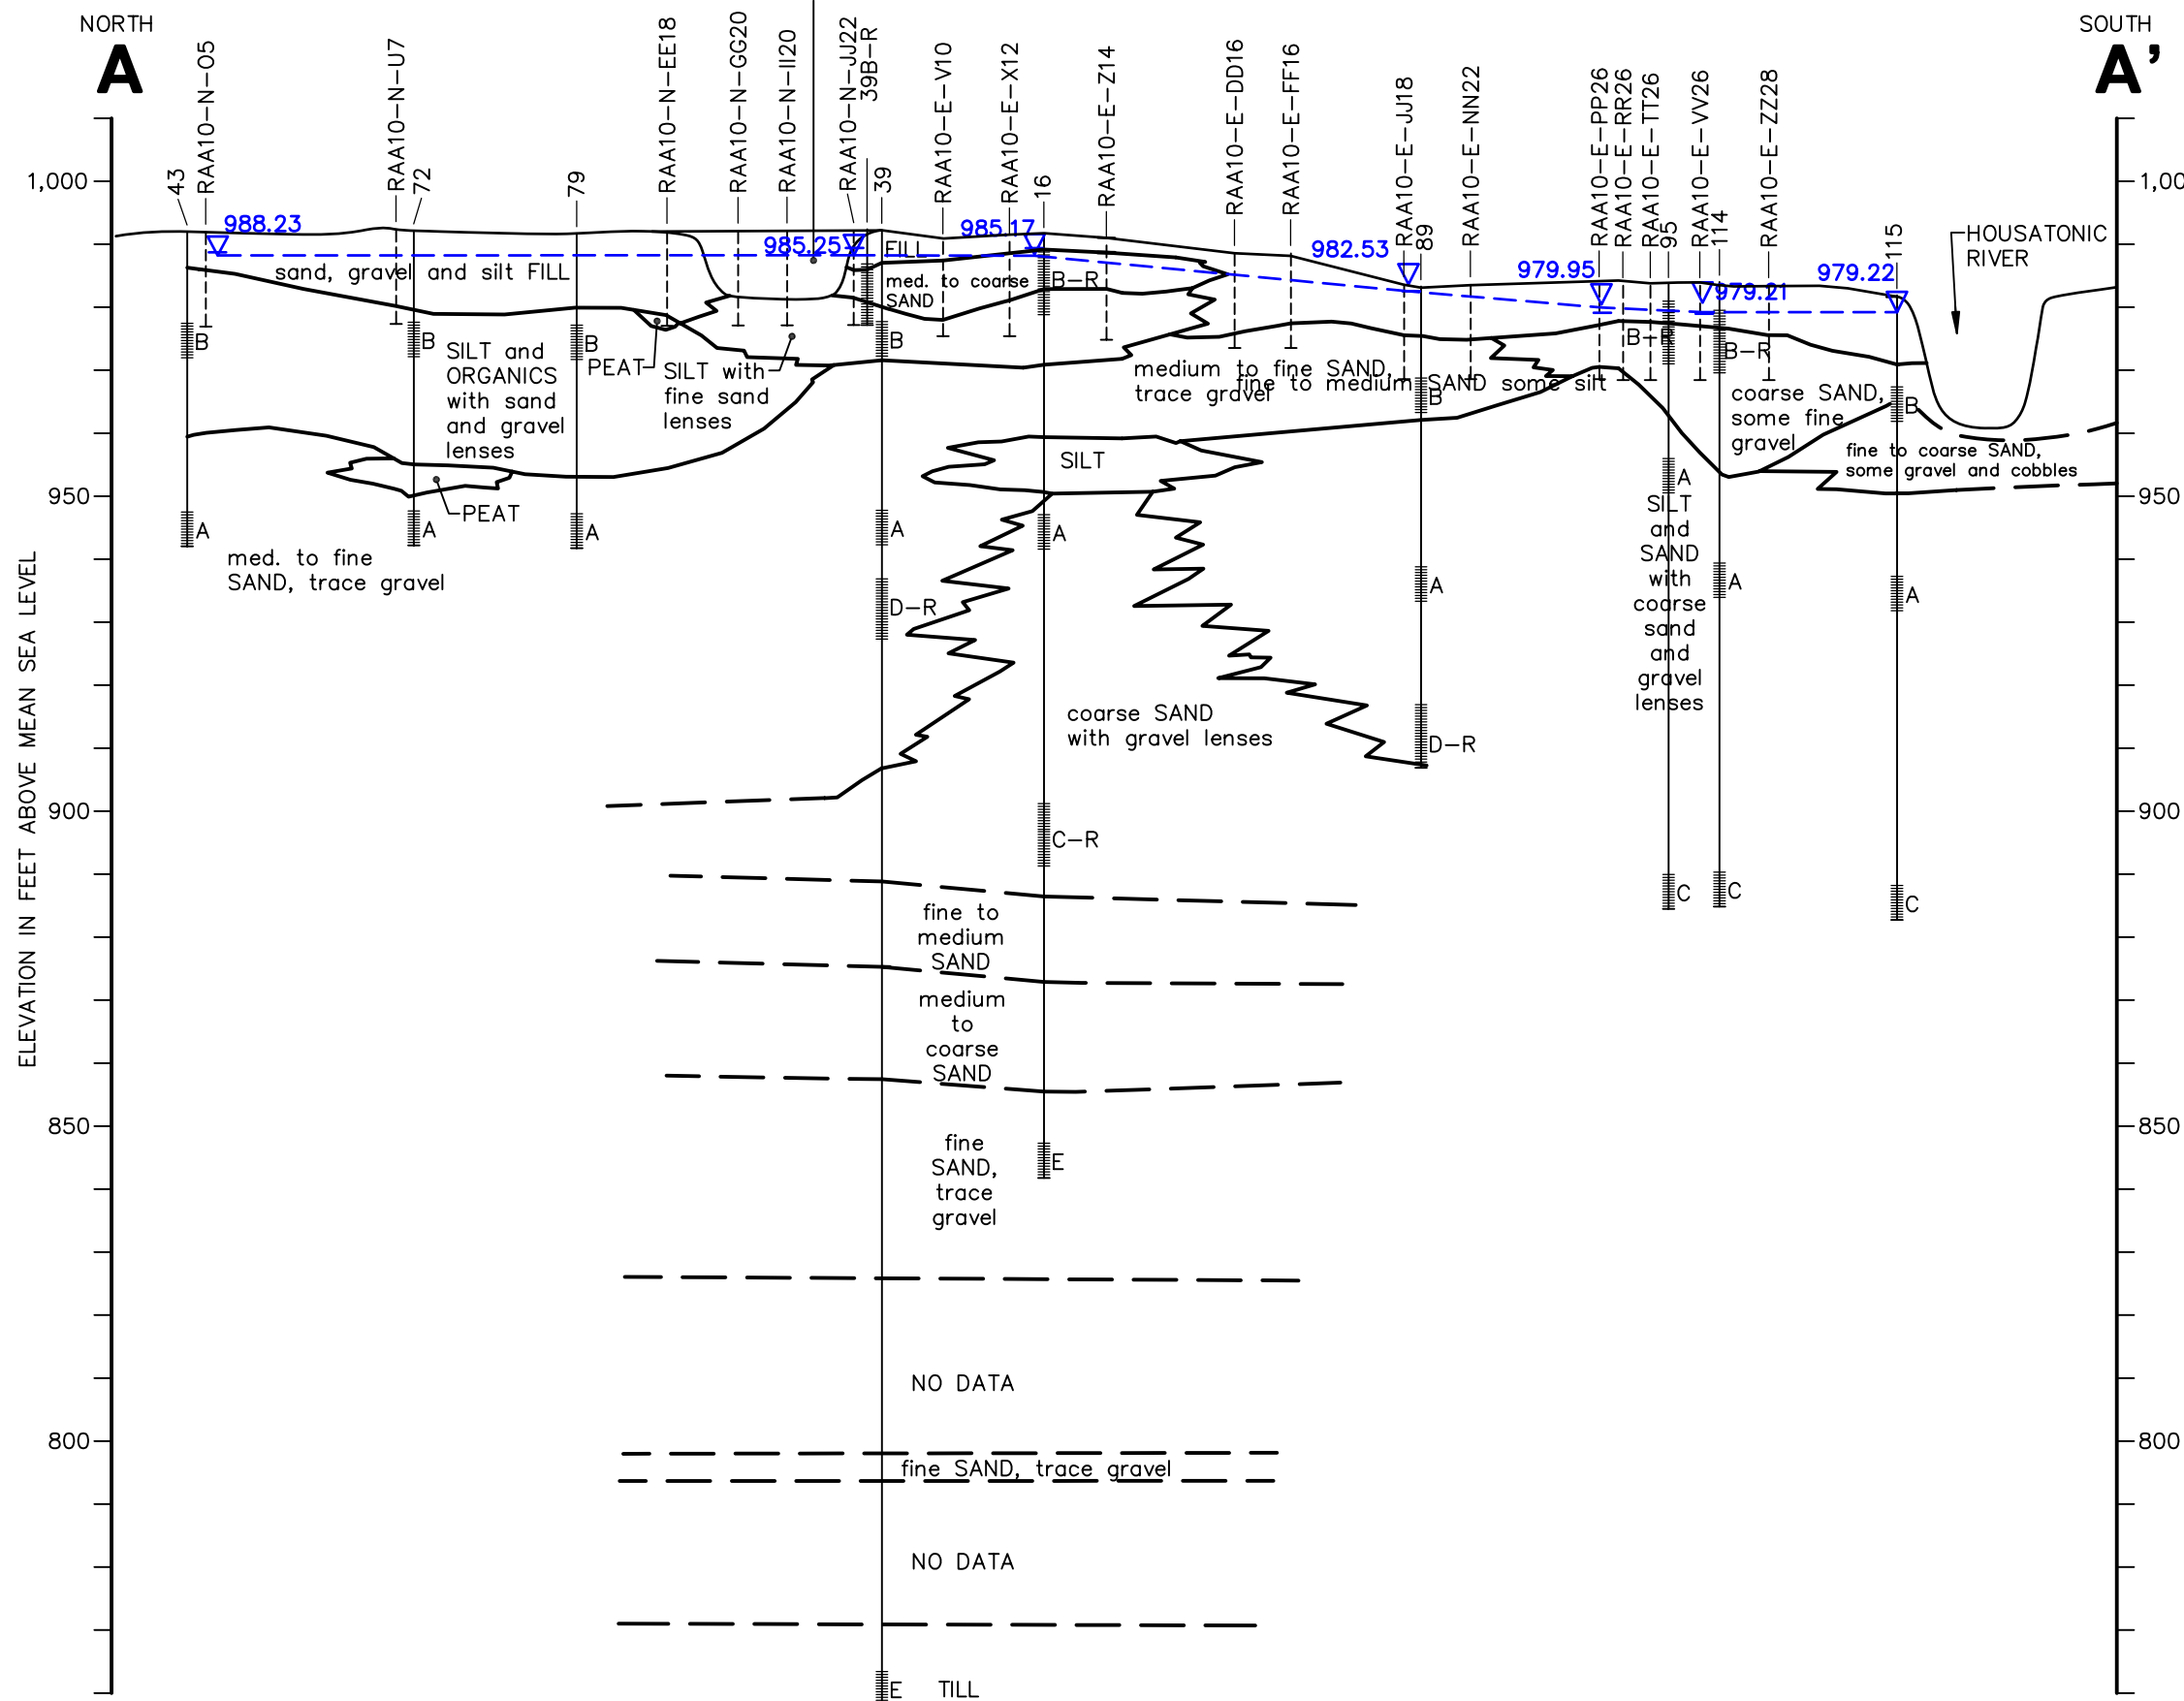 NORTH
A
SOUTH
A'
43
RAA10-N-O5
RAA10-N-U7
72
79
RAA10-N-EE18
RAA10-N-GG20
RAA10-N-II20
RAA10-N-JJ22
39B-R
39
RAA10-E-V10
RAA10-E-X12
16
RAA10-E-Z14
RAA10-E-DD16
RAA10-E-FF16
RAA10-E-JJ18
89
RAA10-E-NN22
RAA10-E-PP26
RAA10-E-RR26
RAA10-E-TT26
95
RAA10-E-VV26
114
RAA10-E-ZZ28
115
HOUSATONIC
RIVER
1,000
950
900
850
800
ELEVATION IN FEET ABOVE MEAN SEA LEVEL
1,00
950
900
850
800
988.23
985.25
985.17
982.53
979.95
979.21
979.22
sand, gravel and silt FILL
FILL
med. to coarse
SAND
B-R
B
B
B
B
B
B-R
B-R
B
SILT and
ORGANICS
with sand
and gravel
lenses
PEAT
SILT with
fine sand
lenses
medium to fine SAND,
trace gravel
fine to medium SAND some silt
coarse SAND,
some fine
gravel
fine to coarse SAND,
some gravel and cobbles
SILT
PEAT
A
A
A
A
A
A
A
A
A
med. to fine
SAND, trace gravel
SILT
and
SAND
with
coarse
sand
and
gravel
lenses
D-R
D-R
coarse SAND
with gravel lenses
C-R
C
C
C
fine to
medium
SAND
medium
to
coarse
SAND
fine
SAND,
trace
gravel
E
NO DATA
fine SAND, trace gravel
NO DATA
E
TILL